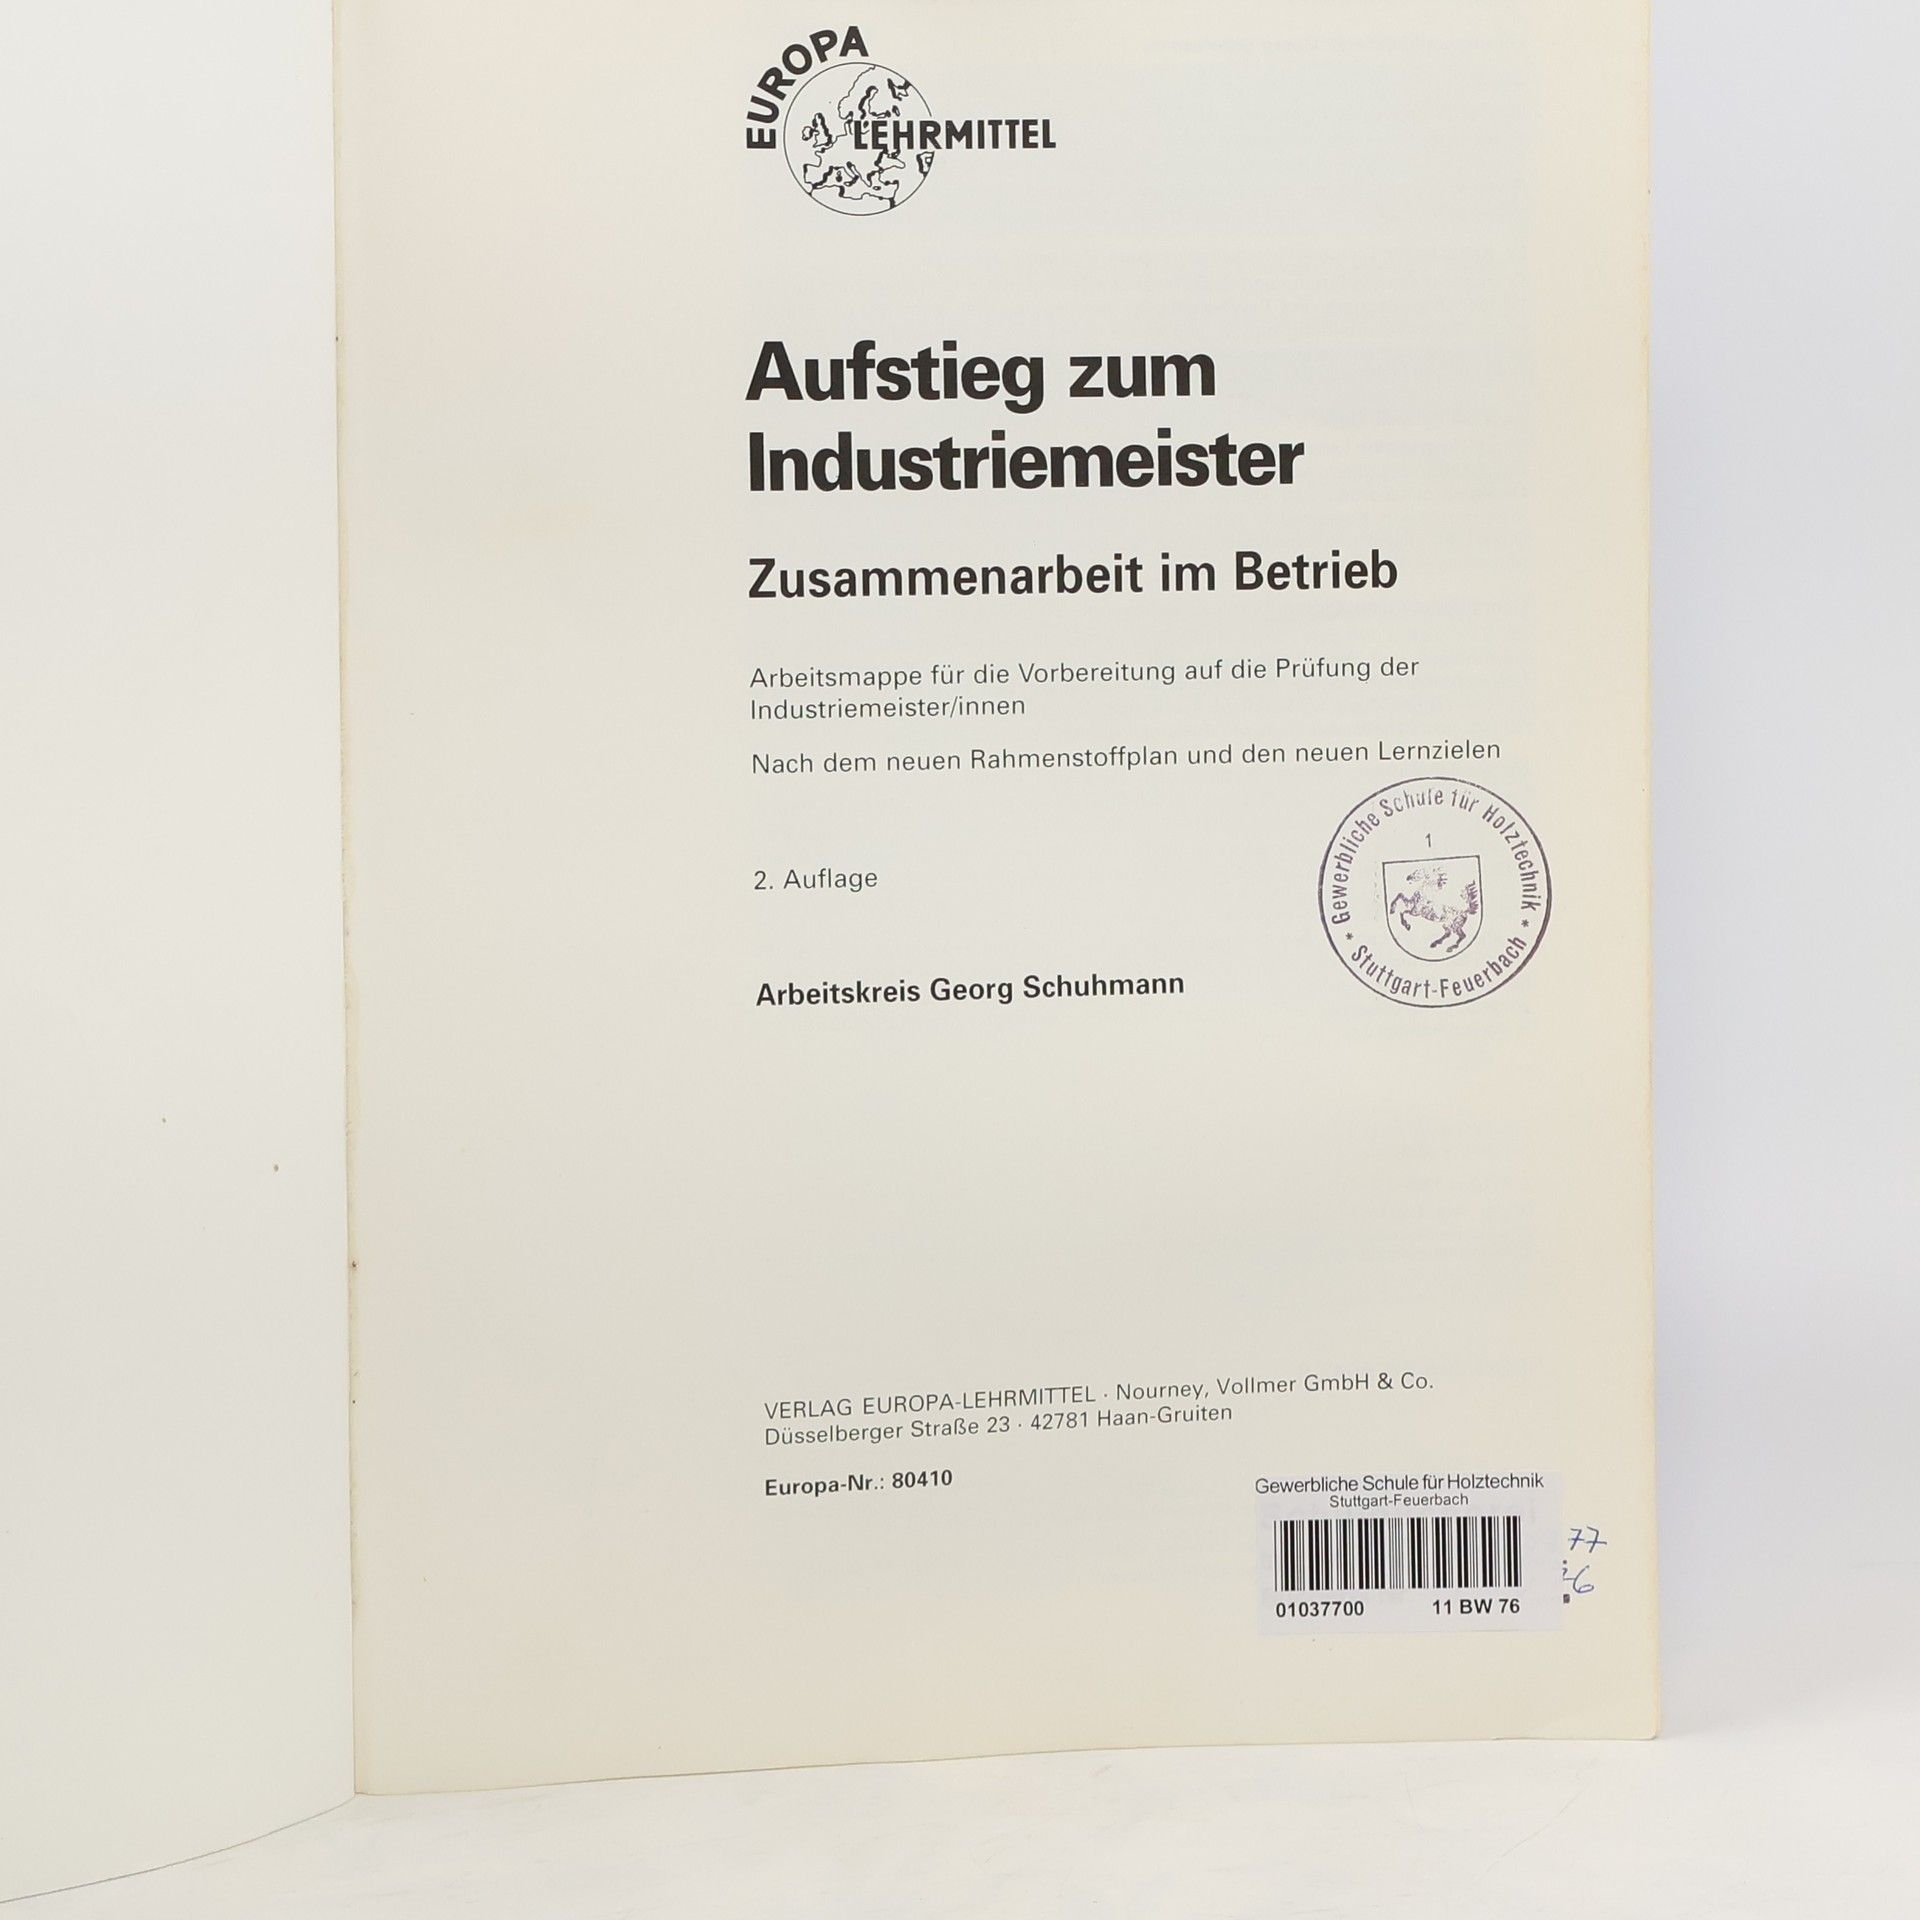 EUROPA
LEHRMITTEL
Aufstieg zum
Industriemeister
Zusammenarbeit im Betrieb
Arbeitsmappe für die Vorbereitung auf die Prüfung der
Industriemeister/innen
Nach dem neuen Rahmenstoffplan und den neuen Lernzielen
Gewerbliche Schule für Holztechnik
1
* Stuttgart-Feuerbach *
2. Auflage
Arbeitskreis Georg Schuhmann
VERLAG EUROPA-LEHRMITTEL · Nourney, Vollmer GmbH & Co.
Düsselberger Straße 23 · 42781 Haan-Gruiten
Europa-Nr.: 80410
Gewerbliche Schule für Holztechnik
Stuttgart-Feuerbach
77
01037700 11 BW 76